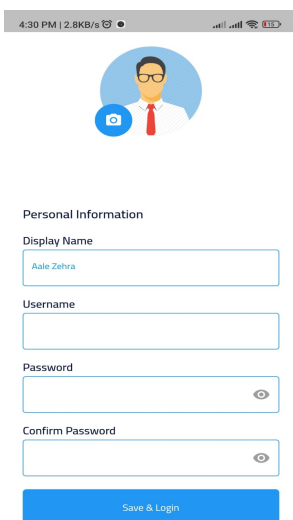 4:30 PM | 2.8KB/s
15
Personal Information
Display Name
Aale Zehra
Username
Password
Confirm Password
Save & Login